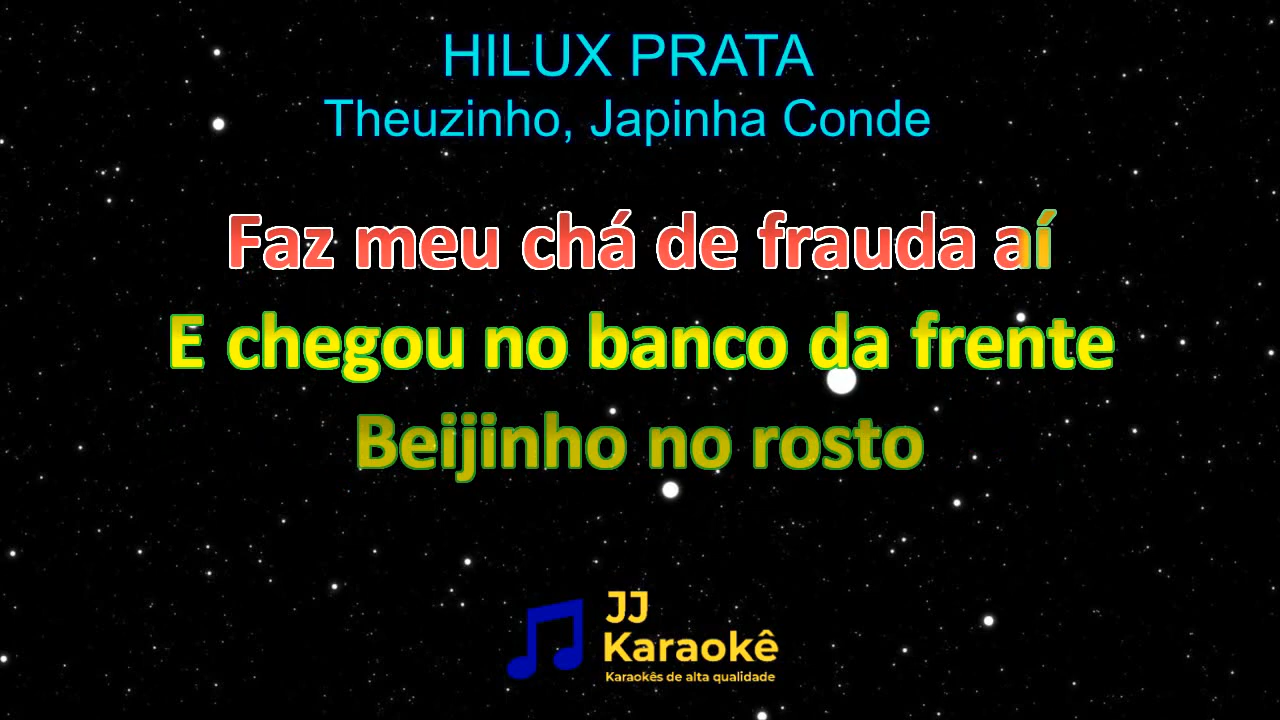 HILUX PRATA
Theuzinho, Japinha Conde
Faz meu chá de frauda aí
E chegou no banco da frente
Beijinho no rosto
JJ
Karaokê
Karaokês de alta qualidade